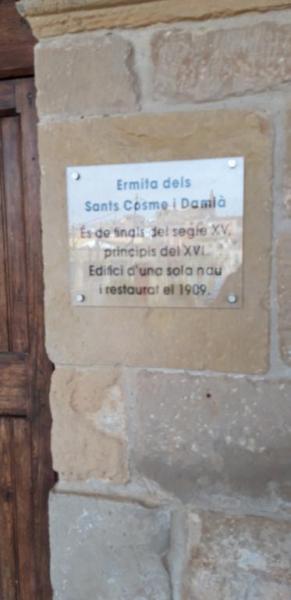 Ermita dels
Sants Cosme i Damià
És de finals del segle XV,
principis del XVI.
Edifici d'una sola nau
i restaurat el 1909.